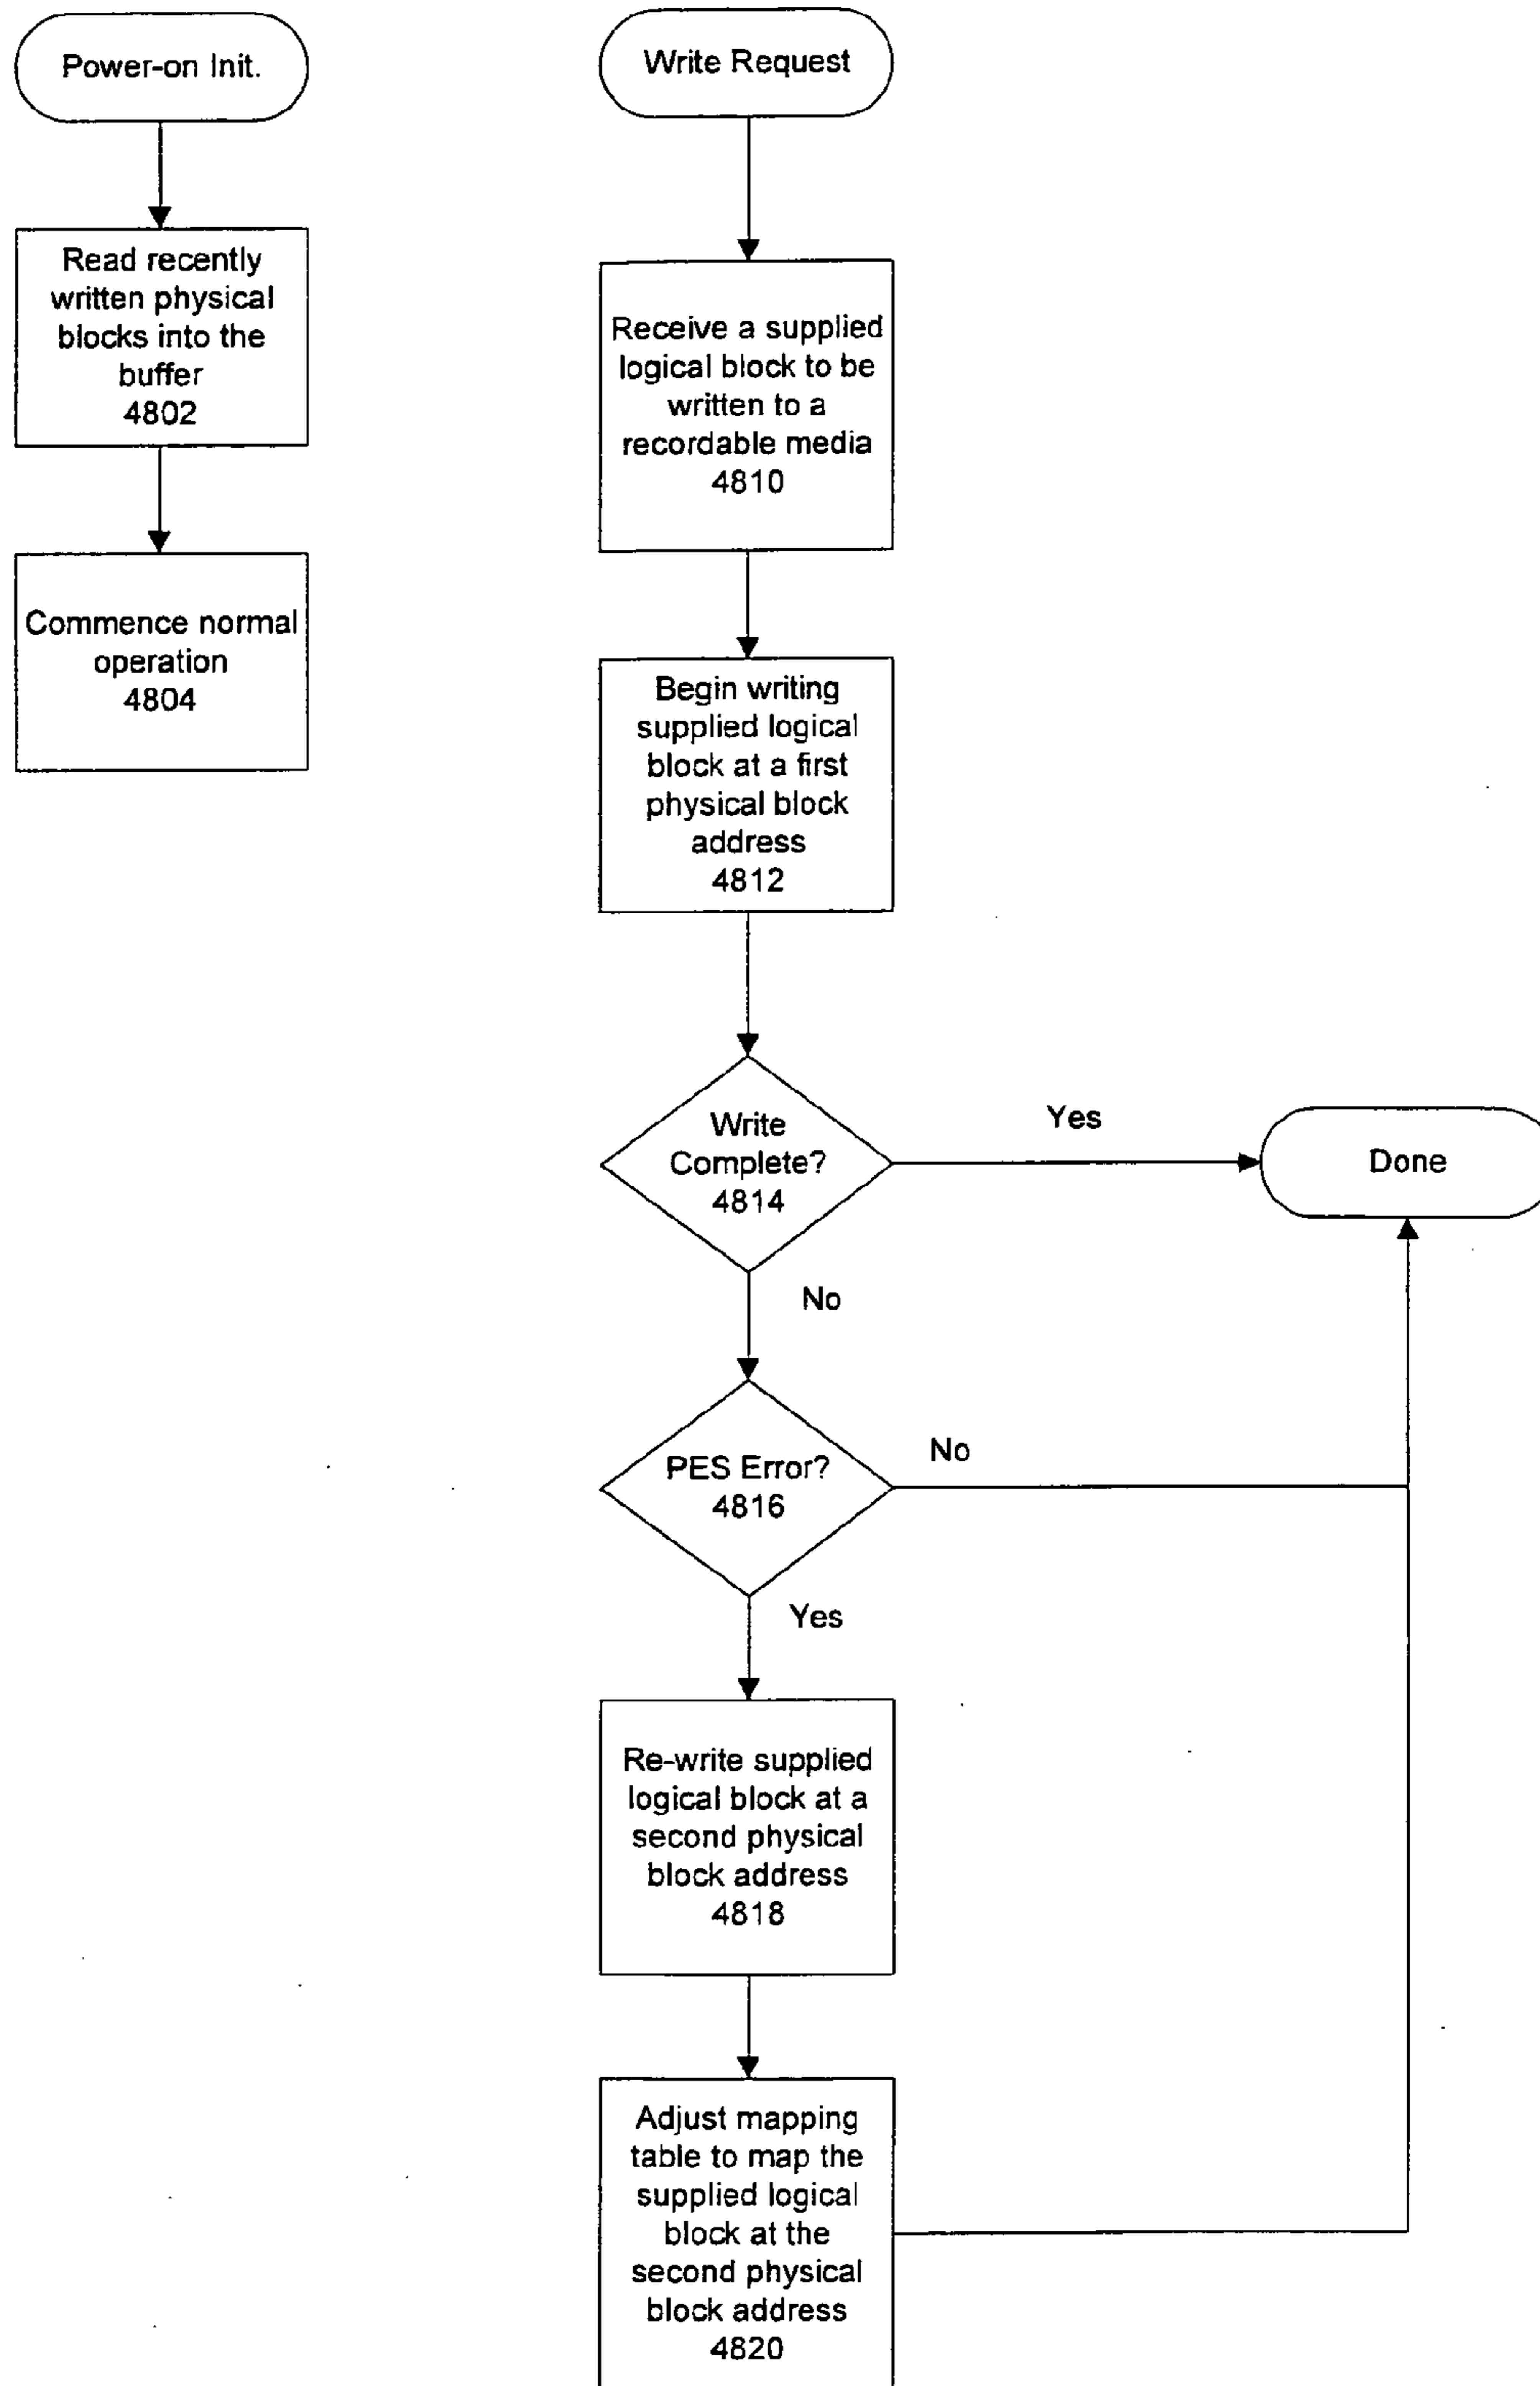 Power-on Init.
Read recently
written physical
blocks into the
buffer
4802
Commence normal
operation
4804
Write Request
Receive a supplied
logical block to be
written to a
recordable media
4810
Begin writing
supplied logical
block at a first
physical block
address
4812
Write
Complete?
4814
Yes
Done
No
PES Error?
4816
No
Yes
Re-write supplied
logical block at a
second physical
block address
4818
Adjust mapping
table to map the
supplied logical
block at the
second physical
block address
4820